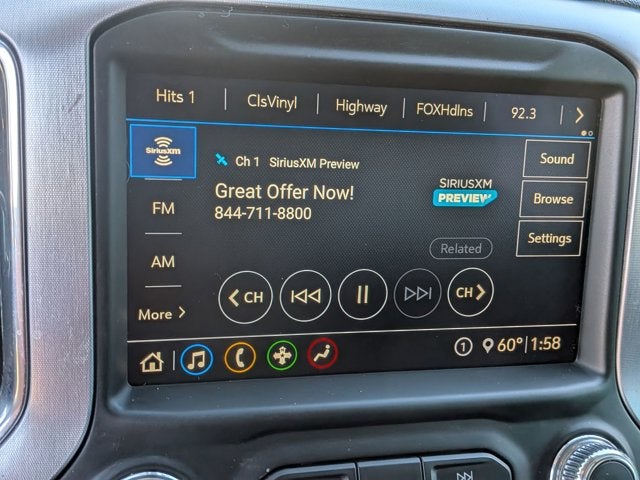 Hits 1 ClsVinyl Highway FOXHdlns 92.3
SiriusXM
Ch 1 SiriusXM Preview
Great Offer Now!
844-711-8800
SIRIUSXM
PREVIEW
Sound
Browse
Settings
FM
AM
More
Related
CH
CH
1 60° 1:58